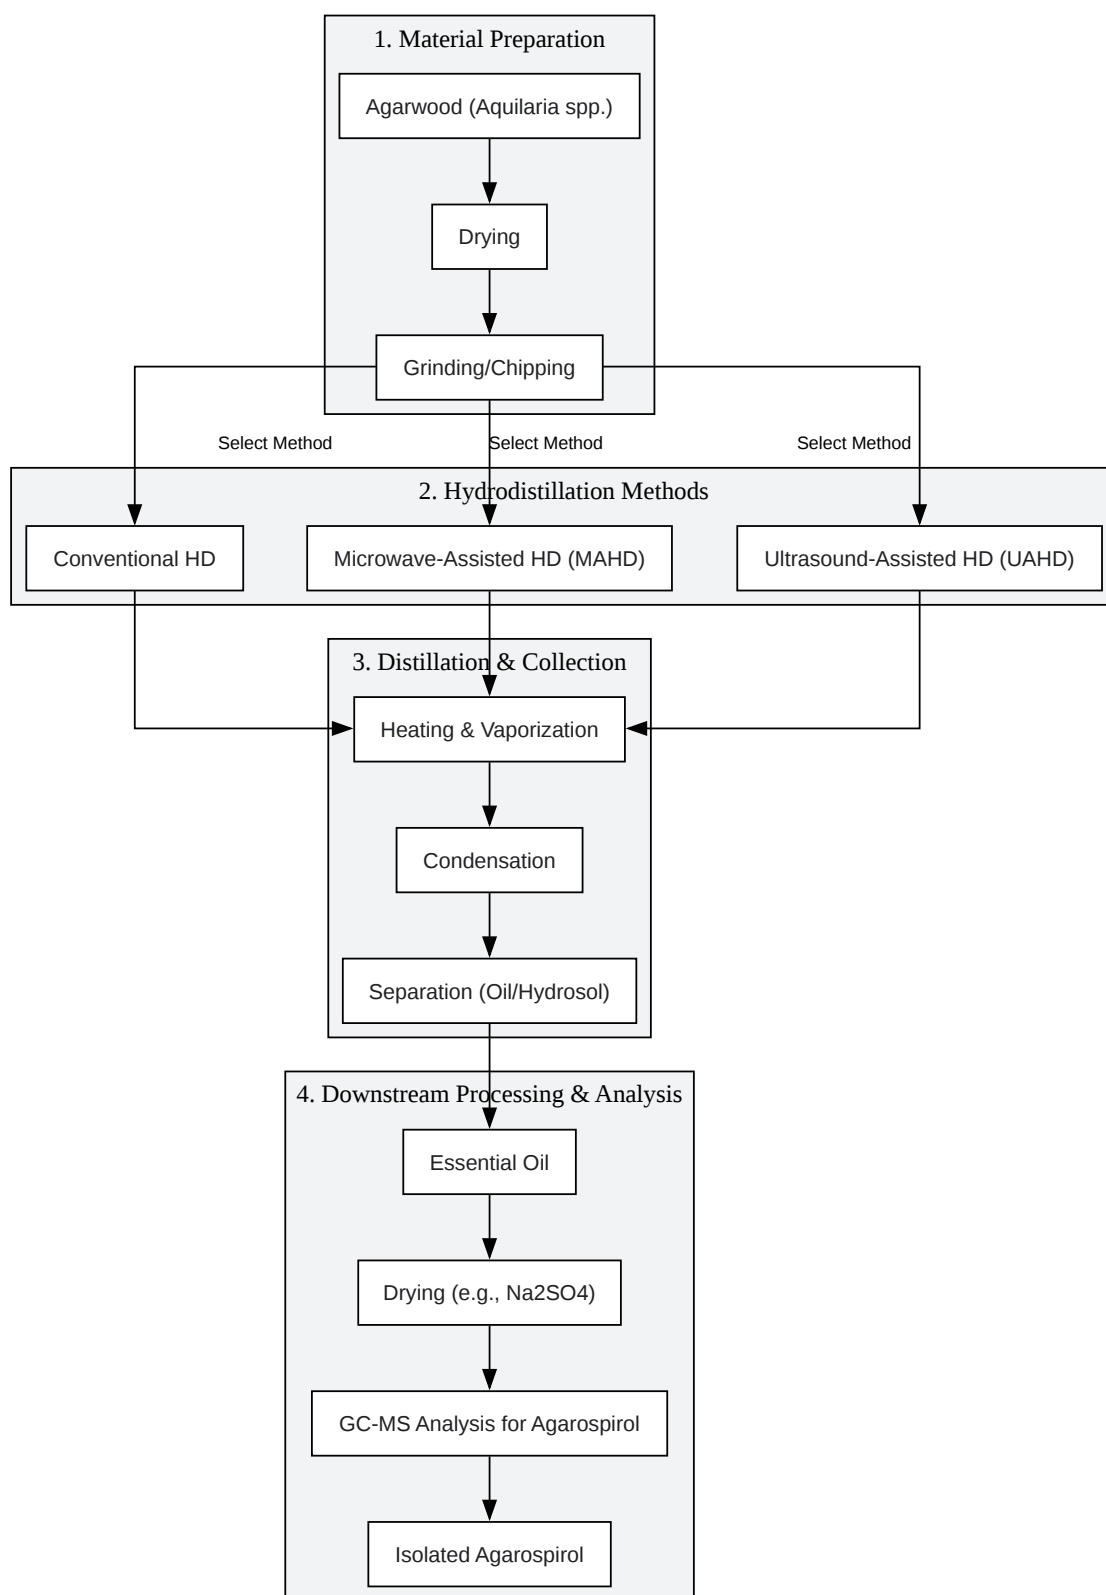 1. Material Preparation
Agarwood (Aquilaria spp.)
Drying
Grinding/Chipping
Select Method
Select Method
Select Method
2. Hydrodistillation Methods
Conventional HD
Microwave-Assisted HD (MAHD)
Ultrasound-Assisted HD (UAHD)
3. Distillation & Collection
Heating & Vaporization
Condensation
Separation (Oil/Hydrosol)
4. Downstream Processing & Analysis
Essential Oil
Drying (e.g., Na2SO4)
GC-MS Analysis for Agarospirol
Isolated Agarospirol